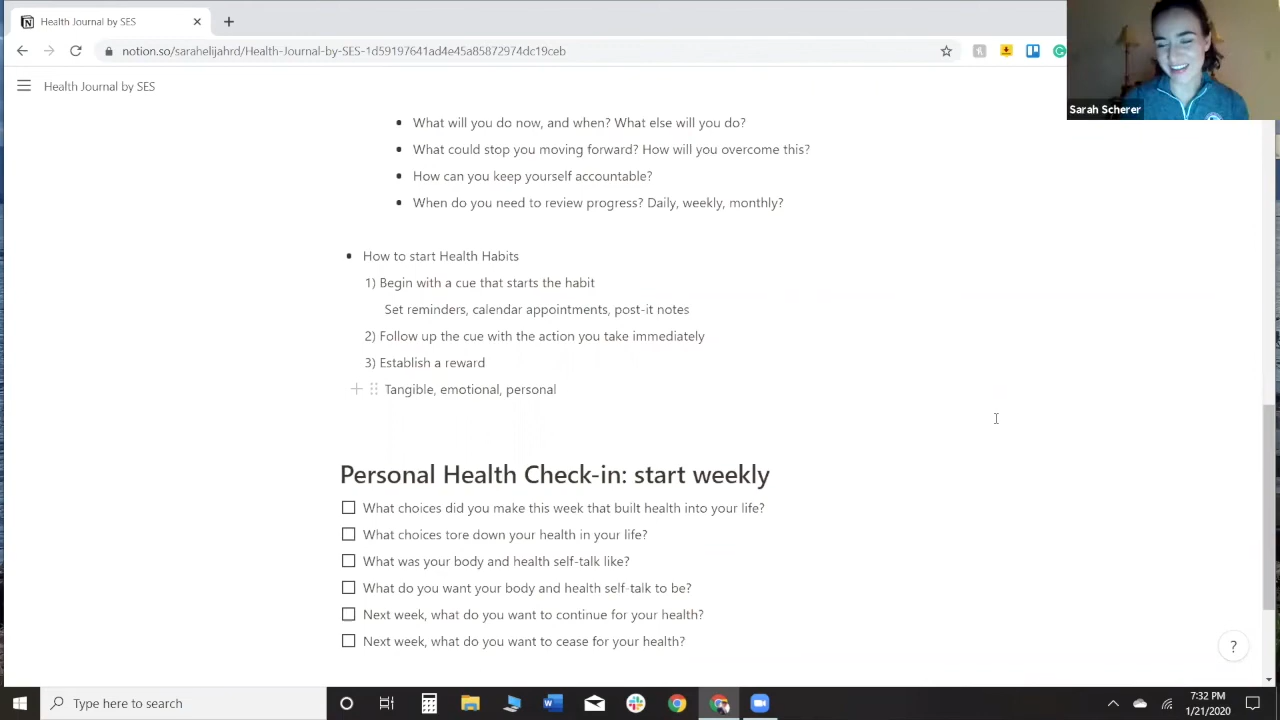 Health Journal by SES
notion.so/sarahelijahrd/Health-Journal-by-SES-1d59197641ad4e45a85872974dc19ceb
Health Journal by SES
Sarah Scherer
• What will you do now, and when? What else will you do?
• What could stop you moving forward? How will you overcome this?
• How can you keep yourself accountable?
• When do you need to review progress? Daily, weekly, monthly?
• How to start Health Habits
1) Begin with a cue that starts the habit
Set reminders, calendar appointments, post-it notes
2) Follow up the cue with the action you take immediately
3) Establish a reward
Tangible, emotional, personal
Personal Health Check-in: start weekly
What choices did you make this week that built health into your life?
What choices tore down your health in your life?
What was your body and health self-talk like?
What do you want your body and health self-talk to be?
Next week, what do you want to continue for your health?
Next week, what do you want to cease for your health?
?
Type here to search
7:32 PM
1/21/2020